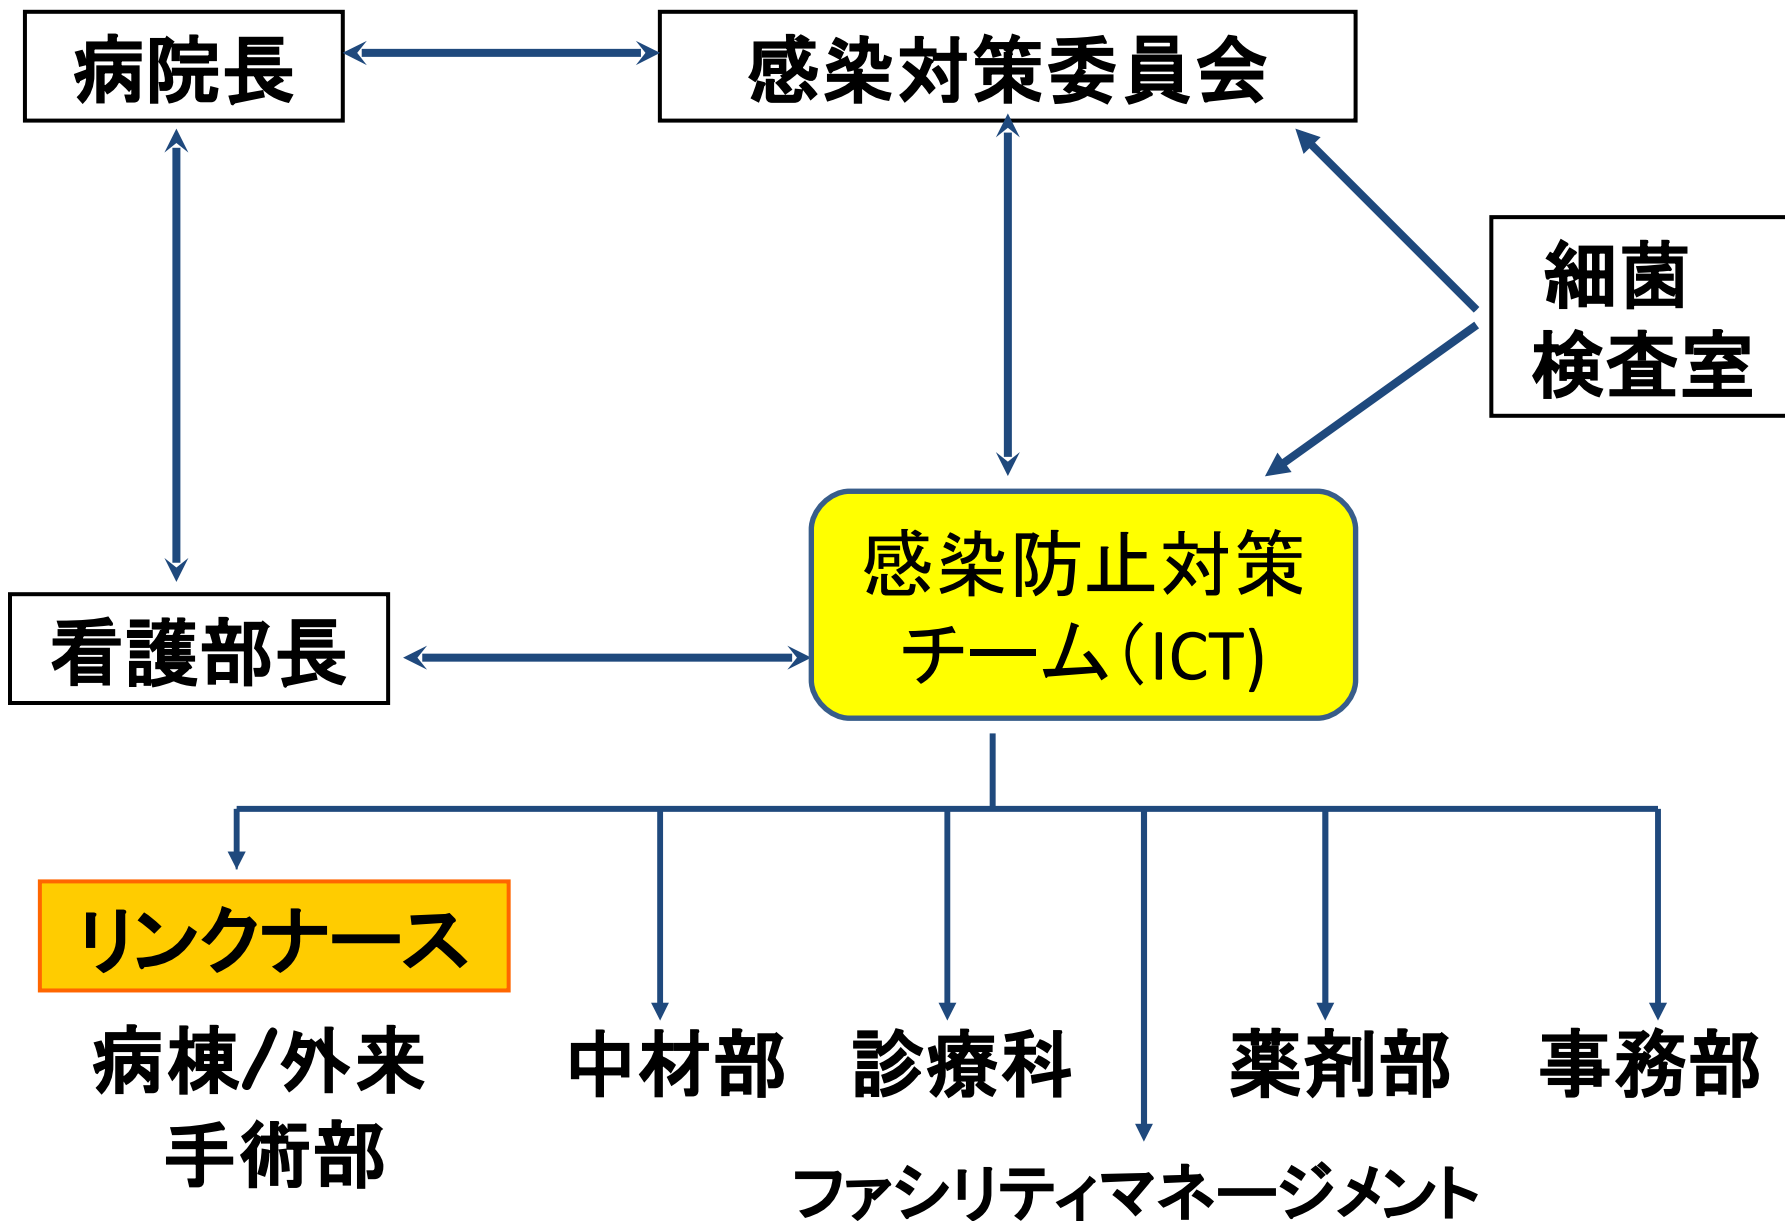 病院長
感染対策委員会
細菌
検査室
感染防止対策
チーム（ICT)
看護部長
リンクナース
病棟/外来
手術部
中材部
診療科
薬剤部
事務部
ファシリティマネージメント